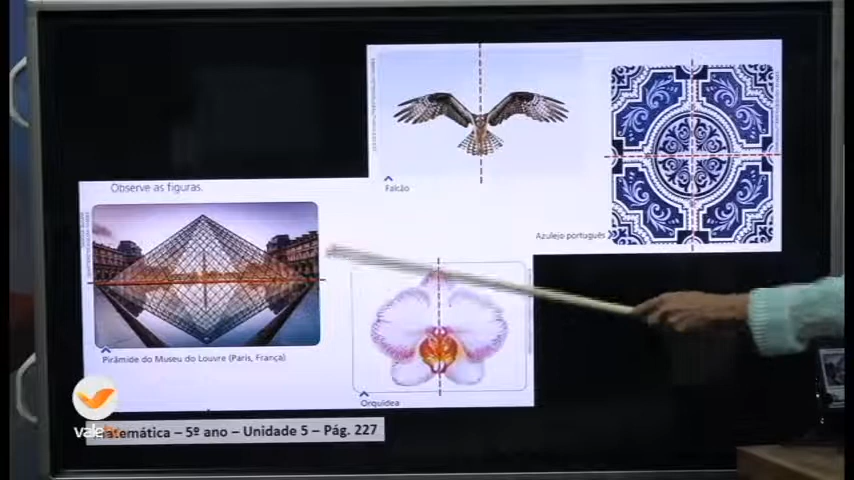 Observe as figuras.
Falcão
Azulejo português
Pirâmide do Museu do Louvre (Paris, França)
Orquídea
vale
Matemática – 5º ano – Unidade 5 – Pág. 227